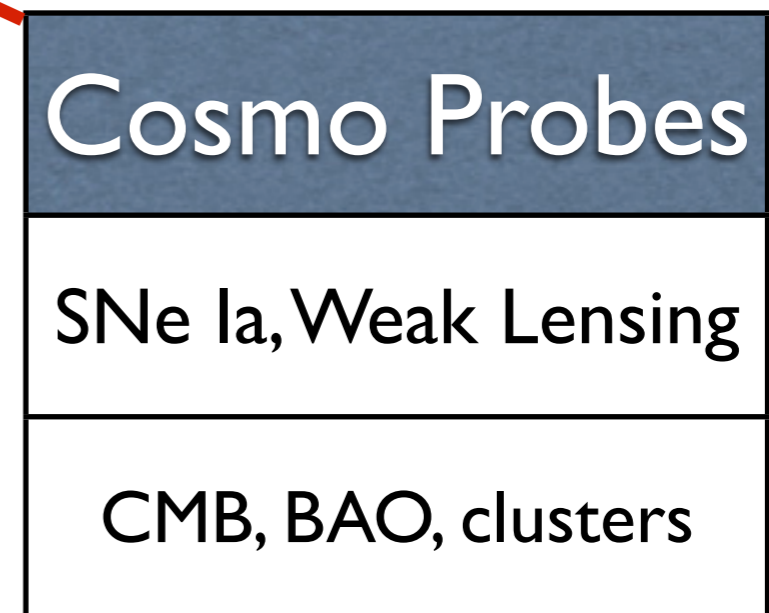 Cosmo Probes
SNe Ia, Weak Lensing
CMB, BAO, clusters